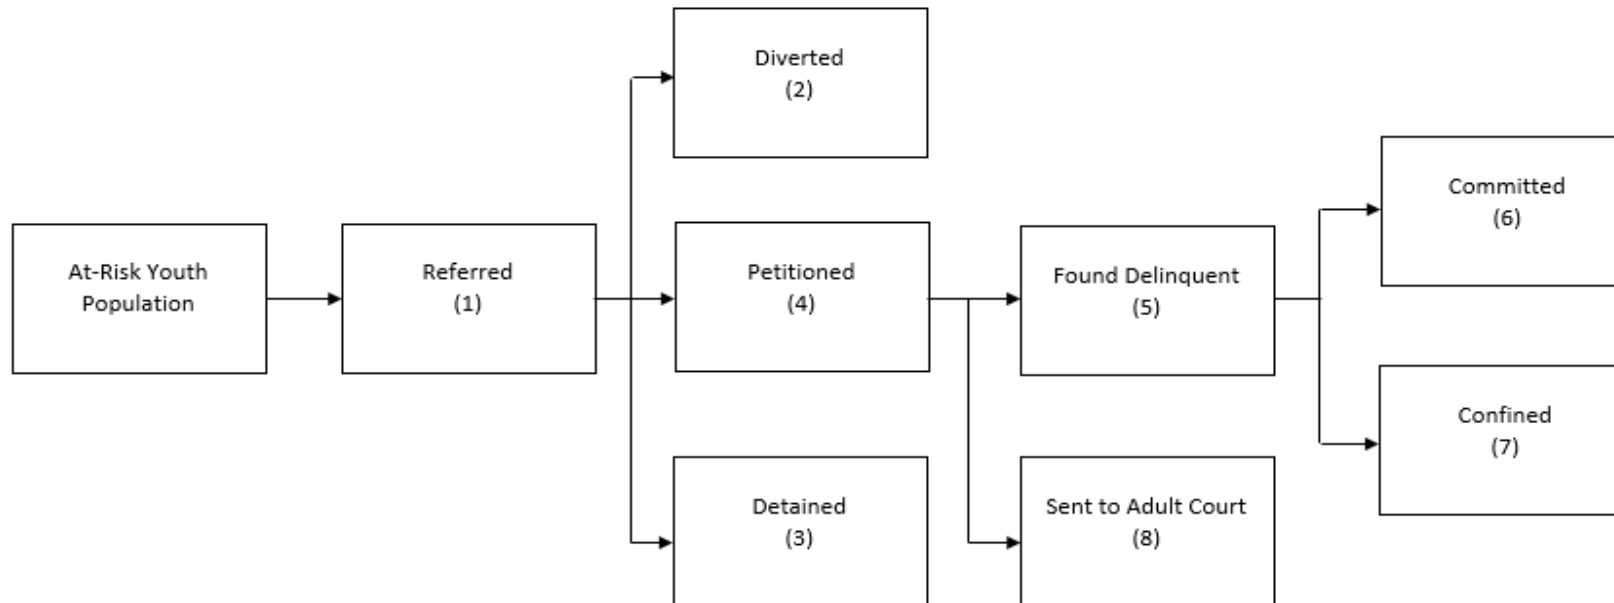 At-Risk Youth
Population
Referred
(1)
Diverted
(2)
Petitioned
(4)
Detained
(3)
Found Delinquent
(5)
Sent to Adult Court
(8)
Committed
(6)
Confined
(7)